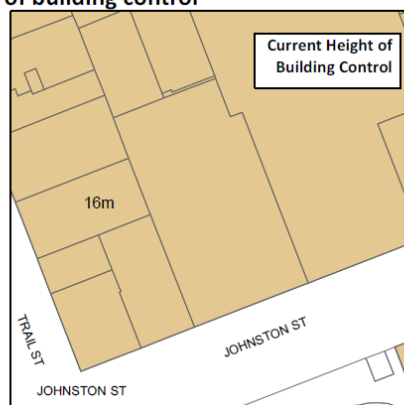 of building control
Current Height of
Building Control
16m
TRAIL ST
JOHNSTON ST
JOHNSTON ST